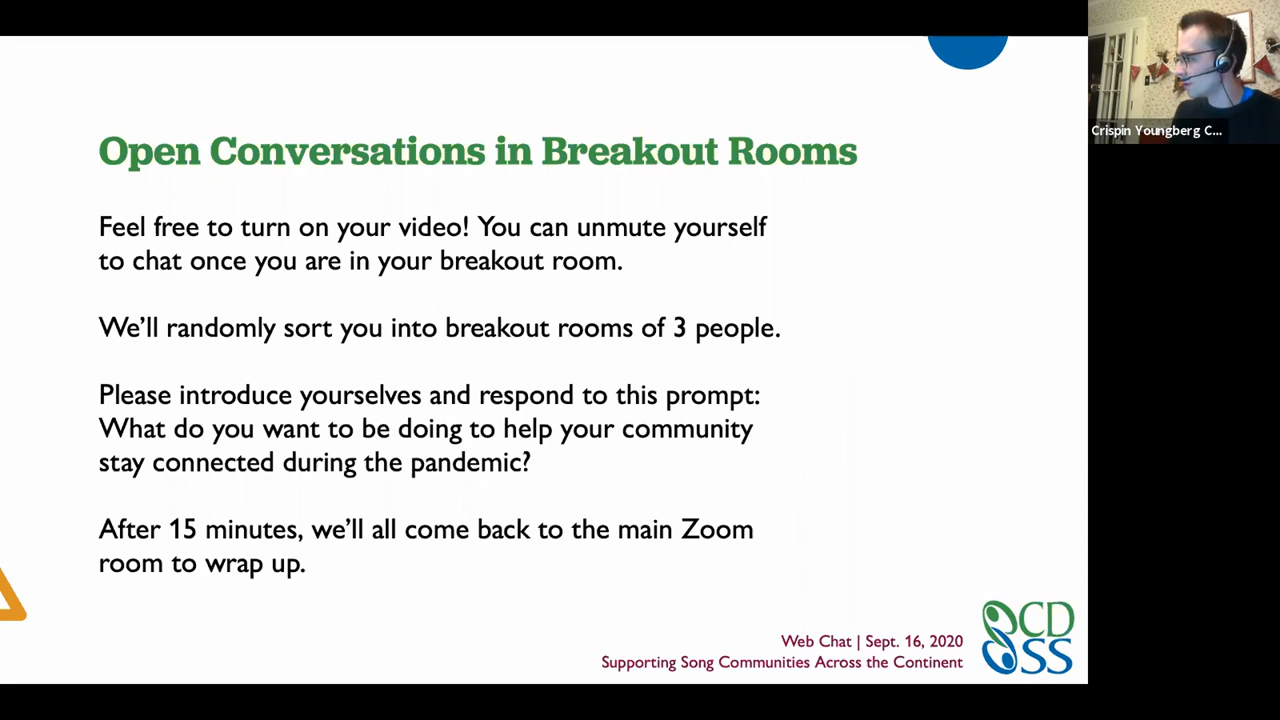 Open Conversations in Breakout Rooms
Feel free to turn on your video! You can unmute yourself
to chat once you are in your breakout room.
We'll randomly sort you into breakout rooms of 3 people.
Please introduce yourselves and respond to this prompt:
What do you want to be doing to help your community
stay connected during the pandemic?
After 15 minutes, we'll all come back to the main Zoom
room to wrap up.
Web Chat | Sept. 16, 2020
Supporting Song Communities Across the Continent
CD
SS
Crispin Youngberg C...